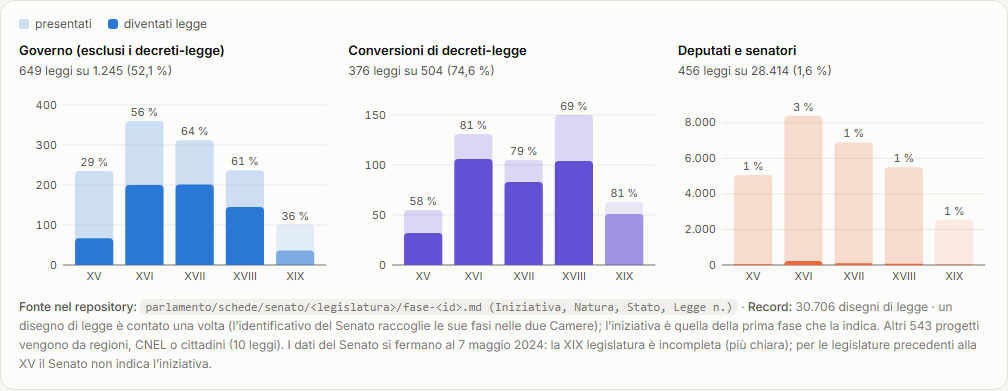 presentati diventati legge
Governo (esclusi i decreti-legge) Conversioni di decreti-legge Deputati e senatori
649 leggi su 1.245 (52,1 %) 376 leggi su 504 (74,6 %) 456 leggi su 28.414 (1,6 %)
400
300
200
100
0
29 % 56 % 64 % 61 % 36 %
XV XVI XVII XVIII XIX
150
100
50
0
58 % 81 % 79 % 69 % 81 %
XV XVI XVII XVIII XIX
8.000
6.000
4.000
2.000
0
1 % 3 % 1 % 1 % 1 %
XV XVI XVII XVIII XIX
Fonte nel repository: parlamento/schede/senato/<legislatura>/fase-<id>.md (Iniziativa, Natura, Stato, Legge n.) · Record: 30.706 disegni di legge · un
disegno di legge è contato una volta (l'identificativo del Senato raccoglie le sue fasi nelle due Camere); l'iniziativa è quella della prima fase che la indica. Altri 543 progetti
vengono da regioni, CNEL o cittadini (10 leggi). I dati del Senato si fermano al 7 maggio 2024: la XIX legislatura è incompleta (più chiara); per le legislature precedenti alla
XV il Senato non indica l'iniziativa.